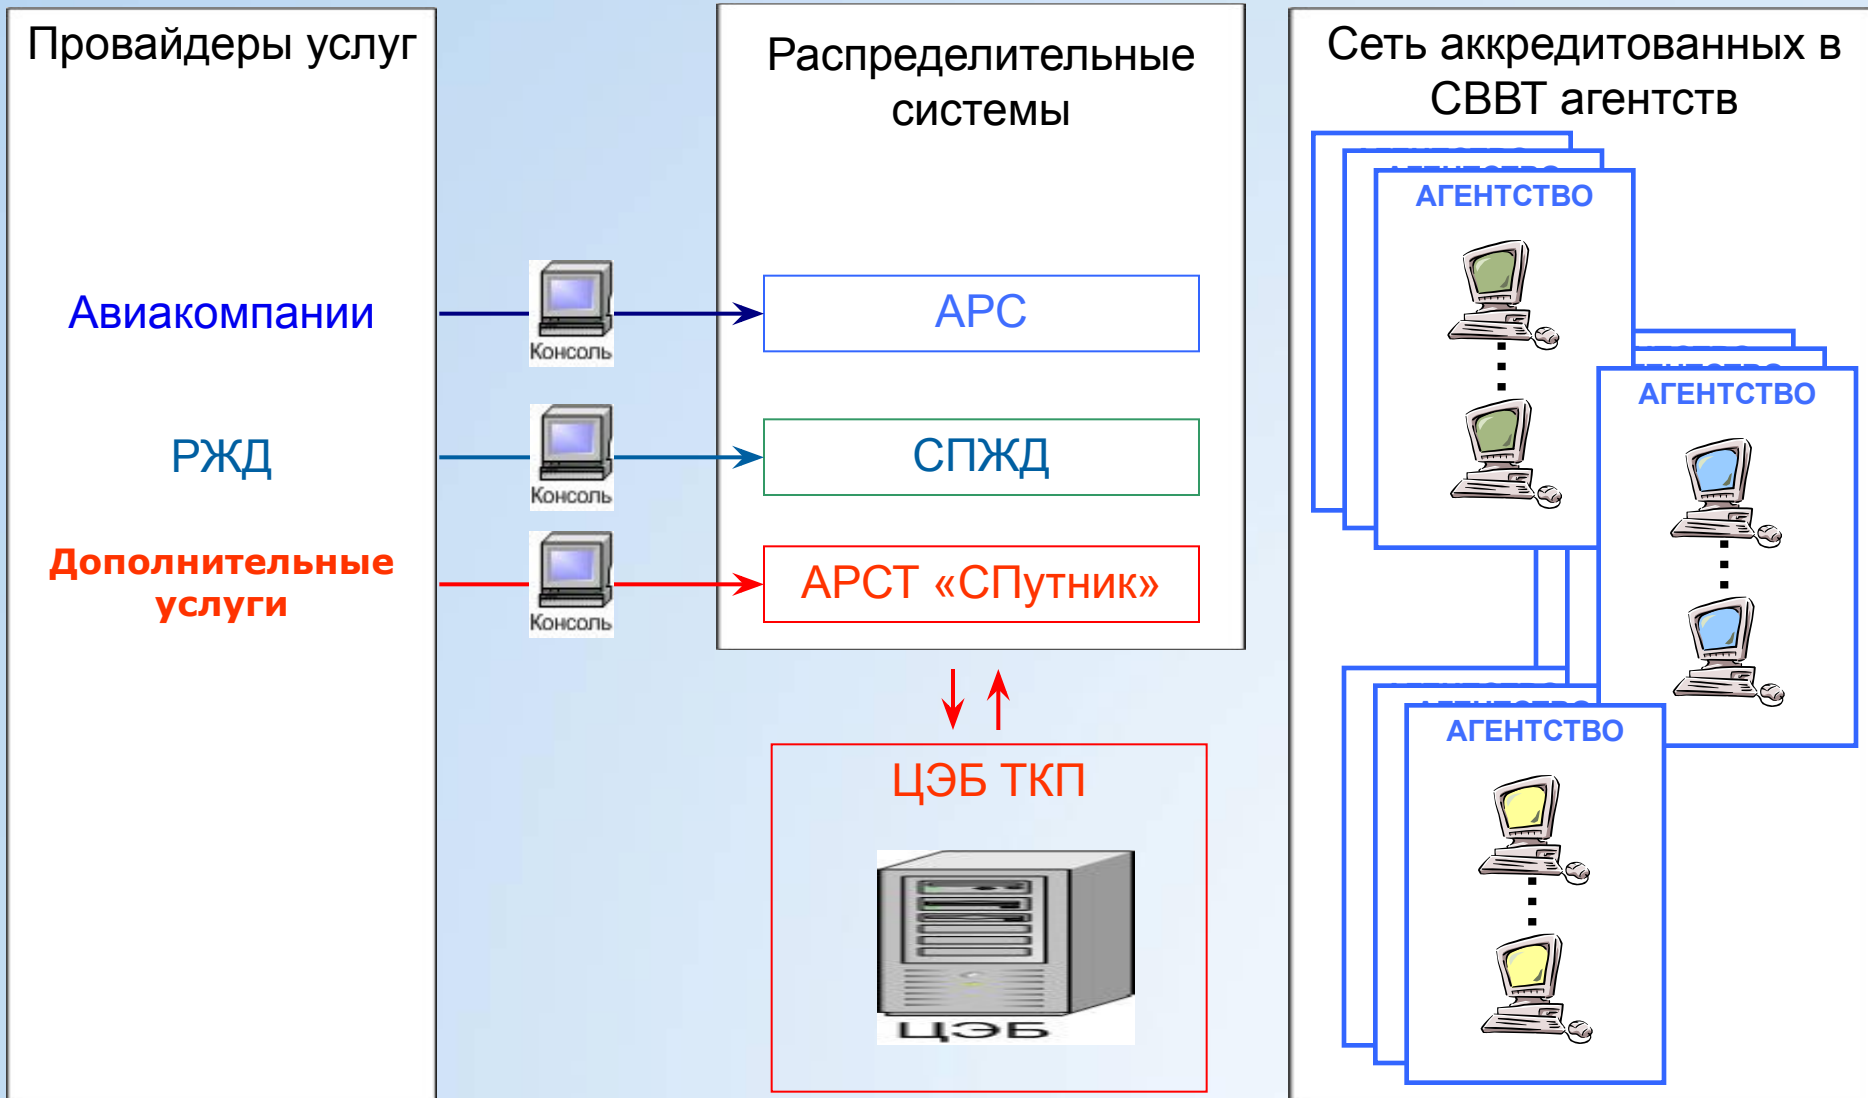 Провайдеры услуг
Авиакомпании
РЖД
Дополнительные
услуги
Консоль
Консоль
Консоль
Распределительные
системы
АРС
СПЖД
АРСТ «СПутник»
ЦЭБ ТКП
ЦЭБ
Сеть аккредитованных в
СВВТ агентств
АГЕНТСТВО
АГЕНТСТВО
АГЕНТСТВО